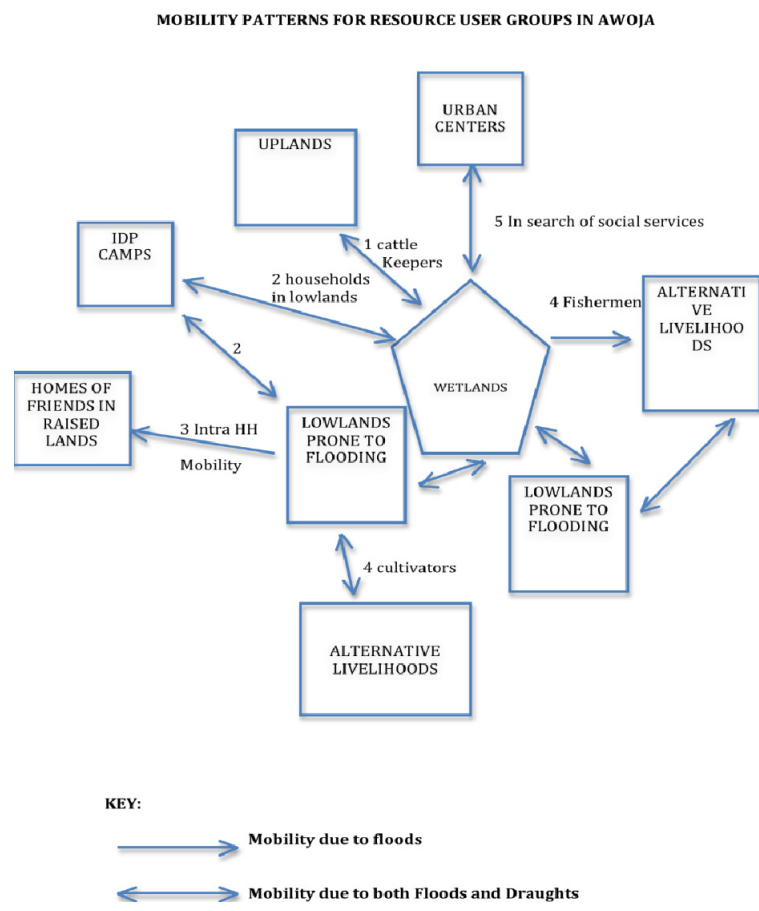 MOBILITY PATTERNS FOR RESOURCE USER GROUPS IN AWOJA
URBAN
CENTERS
UPLANDS
5 In search of social services
IDP
CAMPS
1 cattle
Keepers
2 households
in lowlands
4 Fishermen
ALTERNATI
VE
LIVELIHOO
DS
2
WETLANDS
HOMES OF
FRIENDS IN
RAISED
LANDS
3 Intra HH
Mobility
LOWLANDS
PRONE TO
FLOODING
LOWLANDS
PRONE TO
FLOODING
4 cultivators
ALTERNATIVE
LIVELIHOODS
KEY:
Mobility due to floods
Mobility due to both Floods and Draughts